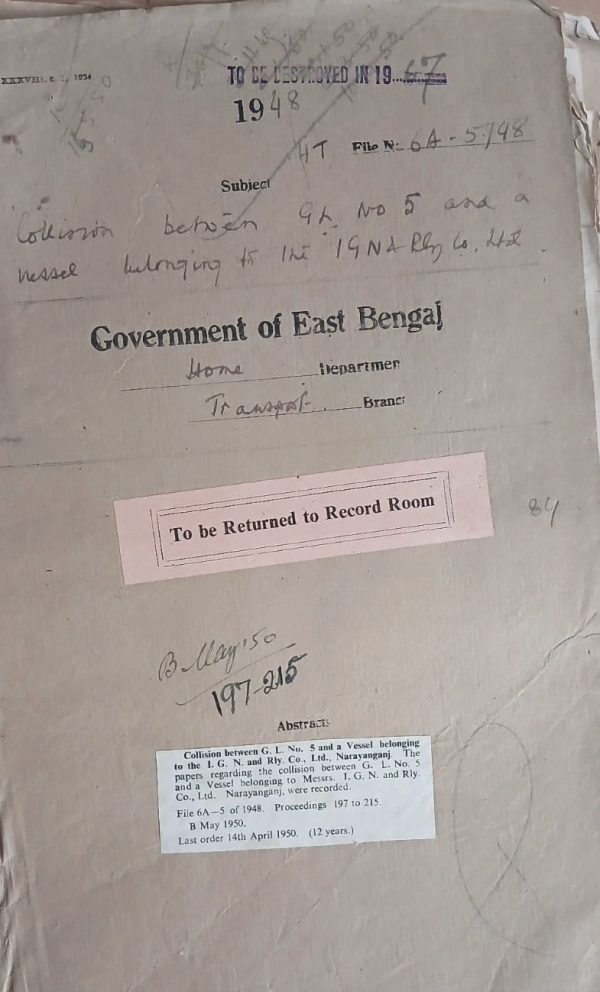 TO BE DESTROYED IN 19....67
1948
HT File No. 6A-5/48
Subject
Collision between GL No 5 and a
vessel belonging to the IGN & Rly Co. Ltd.
Government of East Bengal
Home Departmen
Transport Branc
To be Returned to Record Room
84
B May '50
197-215
Abstract
Collision between G. L. No. 5 and a Vessel belonging
to the I. G. N. and Rly. Co., Ltd., Narayanganj. The
papers regarding the collision between G. L. No. 5
and a Vessel belonging to Messrs. I. G. N. and Rly.
Co., Ltd. Narayanganj, were recorded.
File 6A—5 of 1948. Proceedings 197 to 215.
B May 1950.
Last order 14th April 1950. (12 years.)